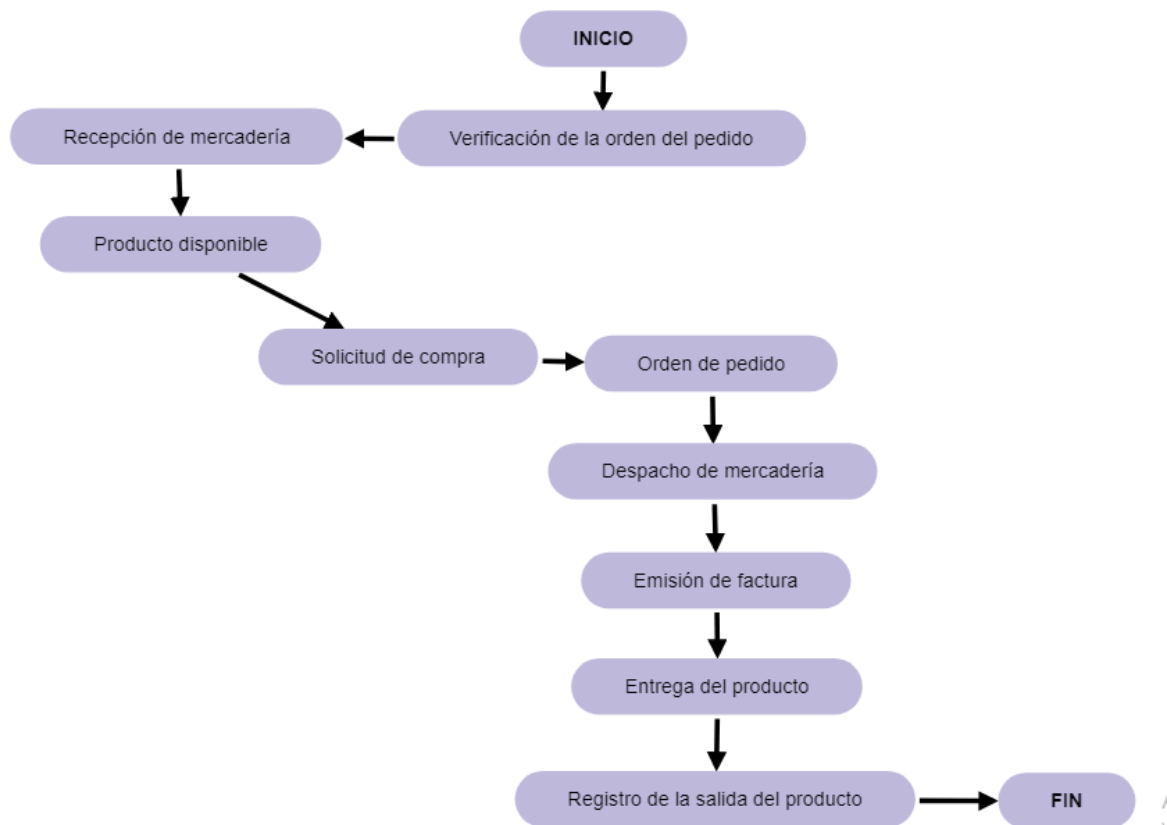 INICIO
Verificación de la orden del pedido
Recepción de mercadería
Producto disponible
Solicitud de compra
Orden de pedido
Despacho de mercadería
Emisión de factura
Entrega del producto
Registro de la salida del producto
FIN